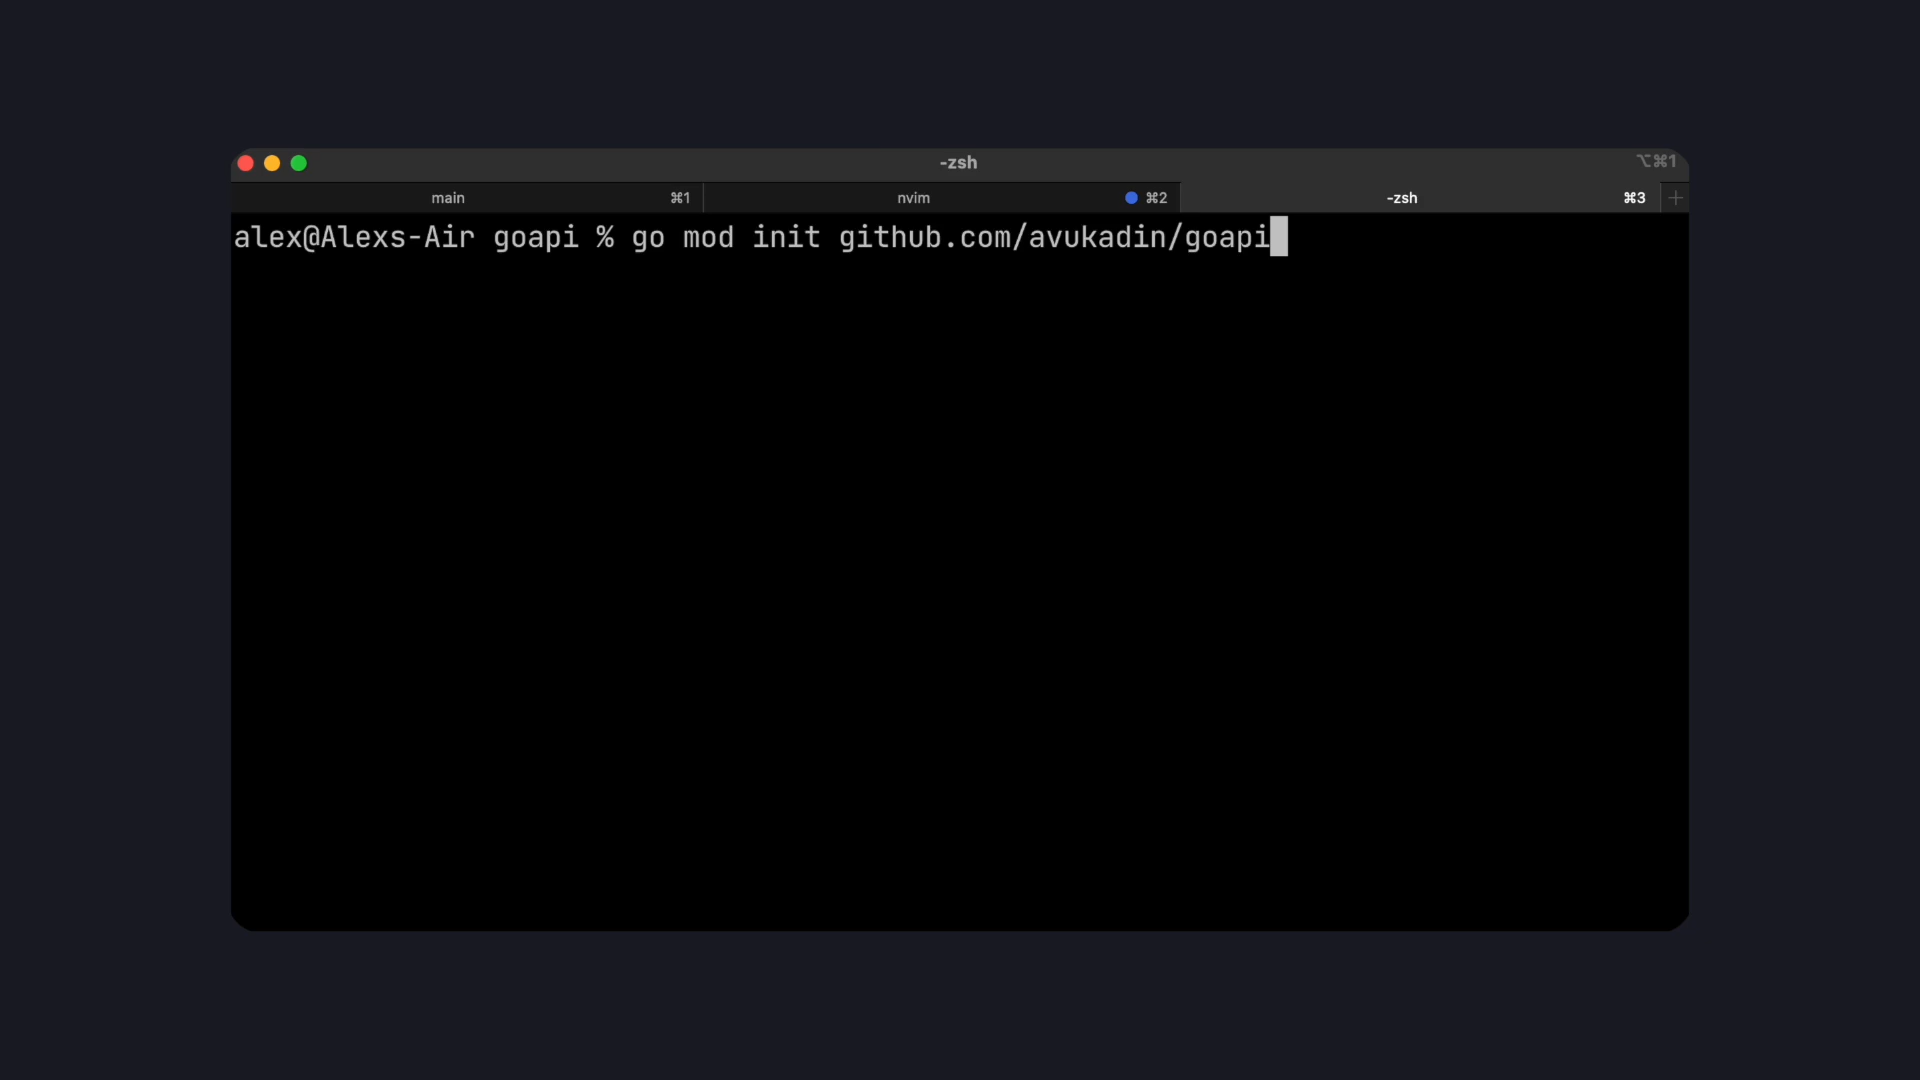 -zsh
⌥⌘1
main ⌘1 nvim ⌘2 -zsh ⌘3 +
alex@Alexs-Air goapi % go mod init github.com/avukadin/goapi